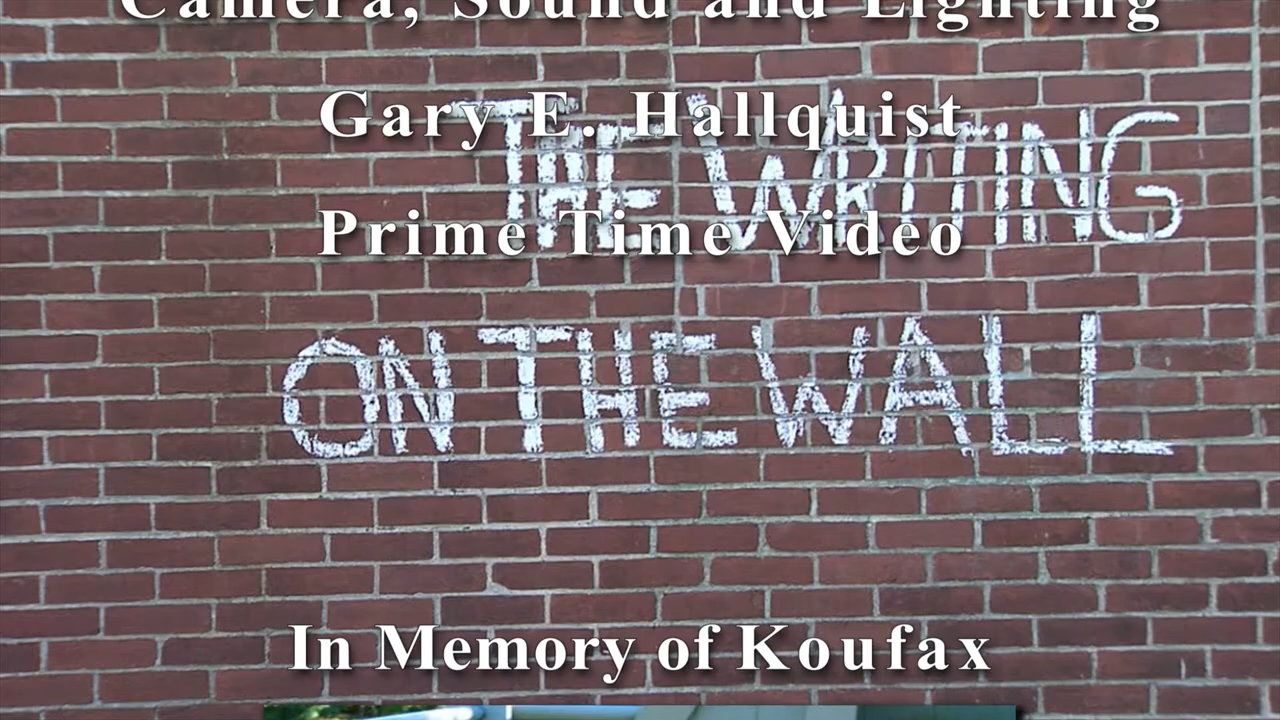 Camera, Sound and Lighting
Gary E. Hallquist
THE WRITING
Prime Time Video
ON THE WALL
In Memory of Koufax